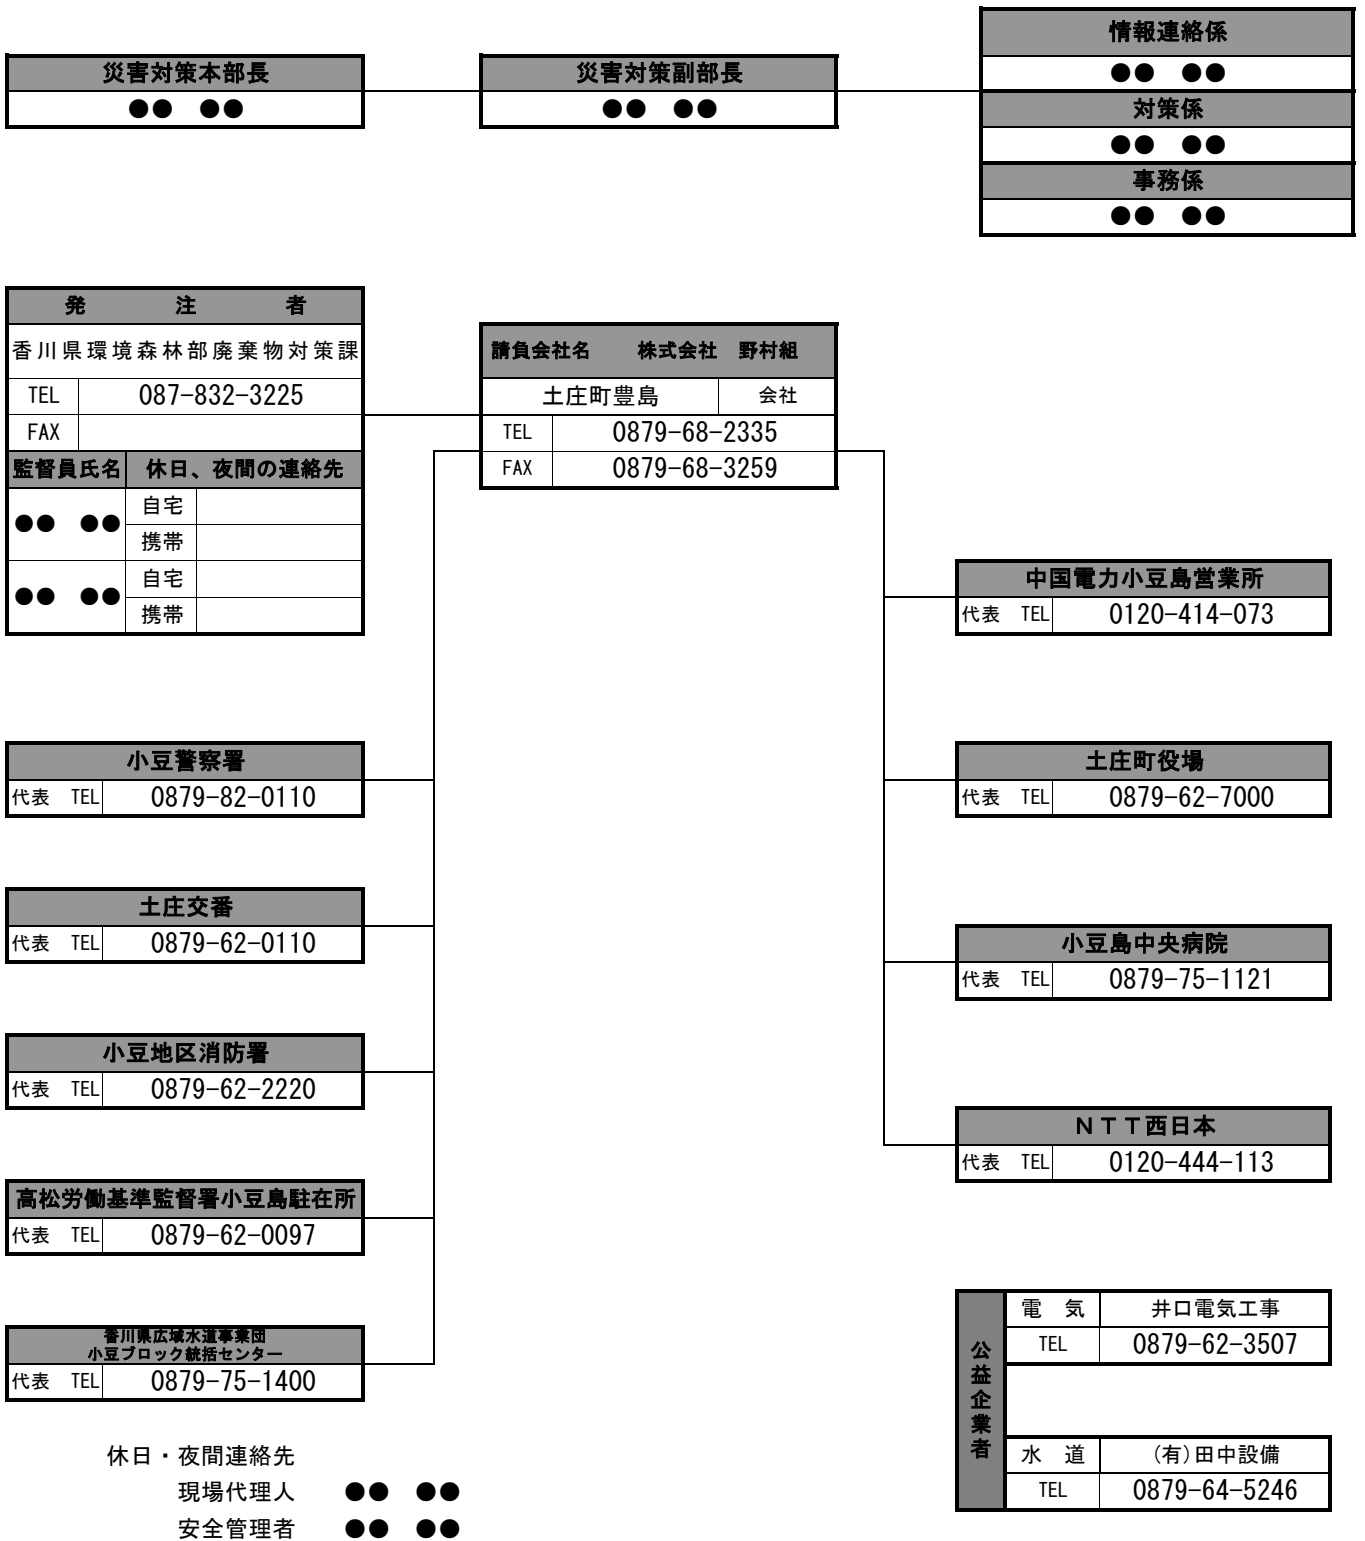 情報連絡係
●●　●●
対策係
●●　●●
事務係
●●　●●
災害対策本部長
●●　●●
災害対策副部長
●●　●●
発　注　者
香川県環境森林部廃棄物対策課
TEL 087-832-3225
FAX
監督員氏名 休日、夜間の連絡先
●●　●● 自宅
携帯
●●　●● 自宅
携帯
請負会社名　株式会社　野村組
土庄町豊島 会社
TEL 0879-68-2335
FAX 0879-68-3259
小豆警察署
代表　TEL 0879-82-0110
土庄交番
代表　TEL 0879-62-0110
小豆地区消防署
代表　TEL 0879-62-2220
高松労働基準監督署小豆島駐在所
代表　TEL 0879-62-0097
香川県広域水道事業団
小豆ブロック統括センター
代表　TEL 0879-75-1400
中国電力小豆島営業所
代表　TEL 0120-414-073
土庄町役場
代表　TEL 0879-62-7000
小豆島中央病院
代表　TEL 0879-75-1121
ＮＴＴ西日本
代表　TEL 0120-444-113
公益企業者
電　気 井口電気工事
TEL 0879-62-3507
水　道 (有)田中設備
TEL 0879-64-5246
休日・夜間連絡先
現場代理人　●●　●●
安全管理者　●●　●●